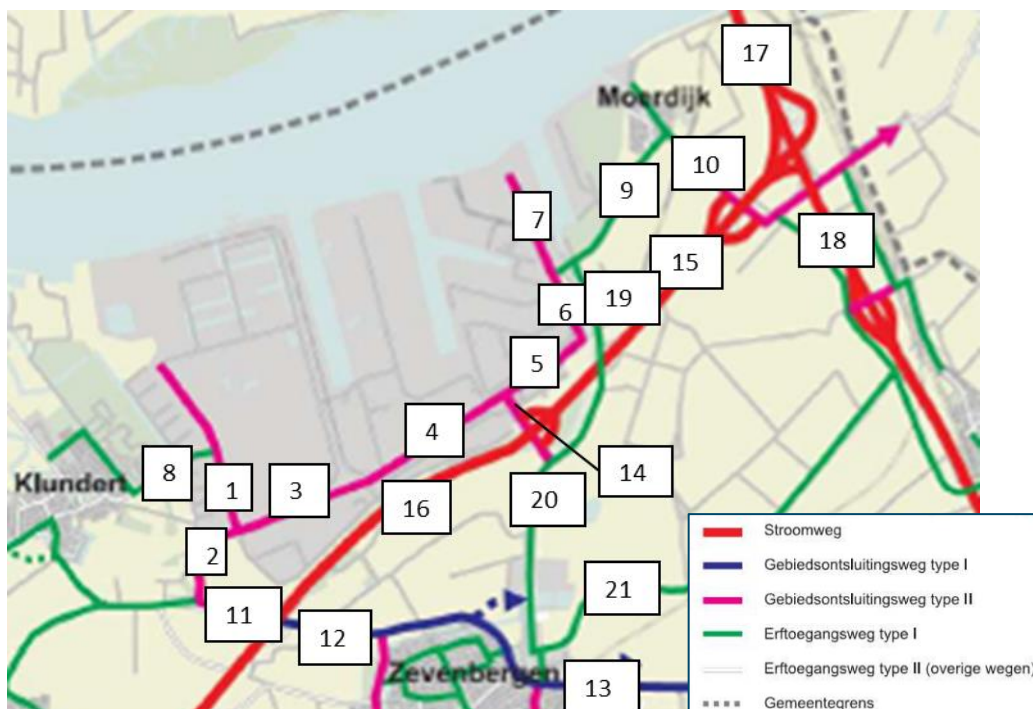 17
Moerdijk
10
9
7
18
15
19
6
5
4
8
14
Klundert
1
3
20
16
2
21
11
12
Zevenbergen
13
Stroomweg
Gebiedsontsluitingsweg type I
Gebiedsontsluitingsweg type II
Erftoegangsweg type I
Erftoegangsweg type II (overige wegen)
Gemeentegrens